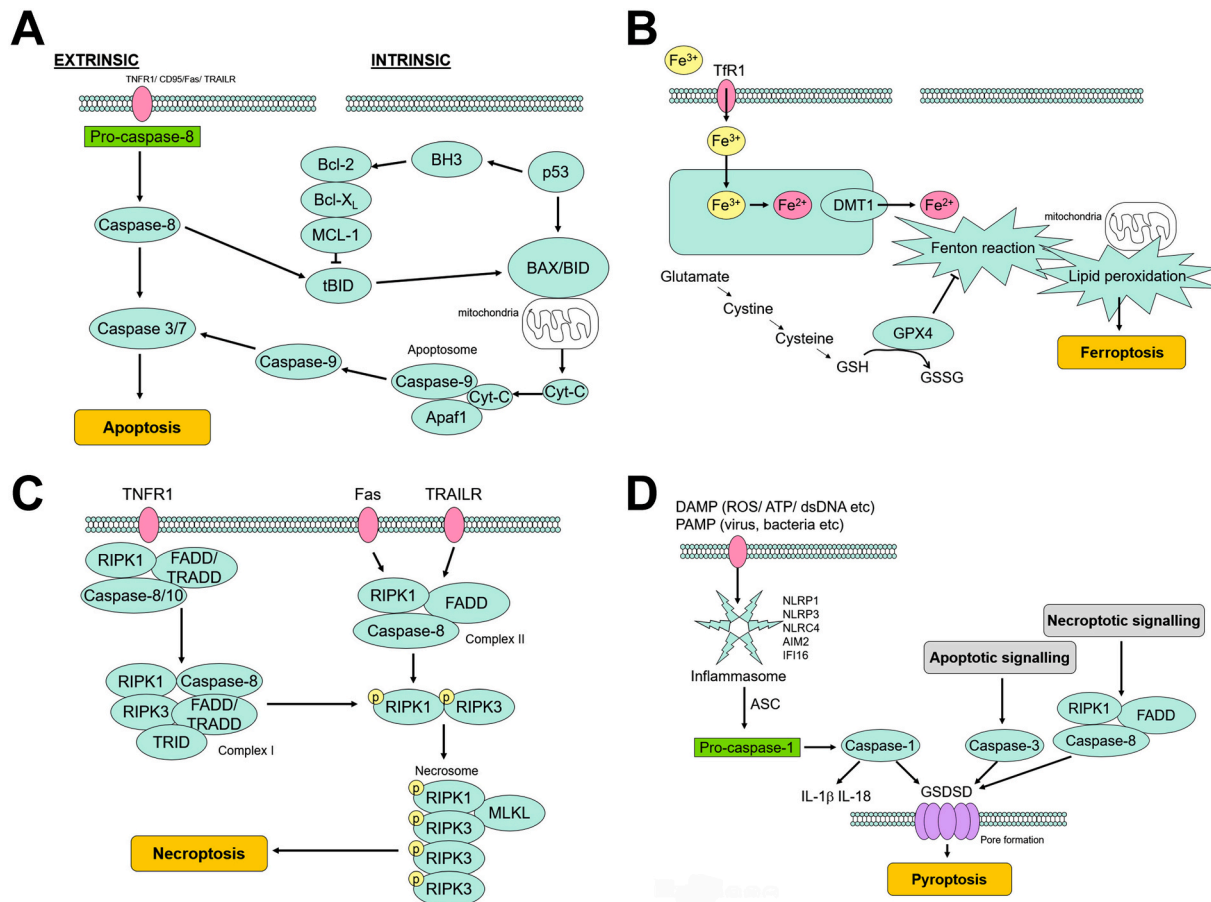 A
EXTRINSIC
INTRINSIC
TNFR1/ CD95/Fas/ TRAILR
Pro-caspase-8
Bcl-2
BH3
p53
Bcl-XL
Caspase-8
MCL-1
tBID
BAX/BID
mitochondria
Caspase 3/7
Caspase-9
Apoptosome
Caspase-9
Cyt-C
Cyt-C
Apaf1
Apoptosis
B
Fe3+
TfR1
Fe3+
Fe3+
Fe2+
DMT1
Fe2+
mitochondria
Fenton reaction
Lipid peroxidation
Glutamate
Cystine
Cysteine
GPX4
GSH
GSSG
Ferroptosis
C
TNFR1
Fas
TRAILR
RIPK1
FADD/
TRADD
Caspase-8/10
RIPK1
FADD
Caspase-8
Complex II
RIPK1
Caspase-8
RIPK3
FADD/
TRADD
TRID
Complex I
p
p
RIPK1
RIPK3
Necrosome
p
RIPK1
MLKL
p
RIPK3
p
RIPK3
p
RIPK3
Necroptosis
D
DAMP (ROS/ ATP/ dsDNA etc)
PAMP (virus, bacteria etc)
NLRP1
NLRP3
NLRC4
AIM2
IFI16
Inflammasome
ASC
Necroptotic signalling
Apoptotic signalling
RIPK1
FADD
Caspase-8
Pro-caspase-1
Caspase-1
Caspase-3
IL-1β IL-18
GSDSD
Pore formation
Pyroptosis